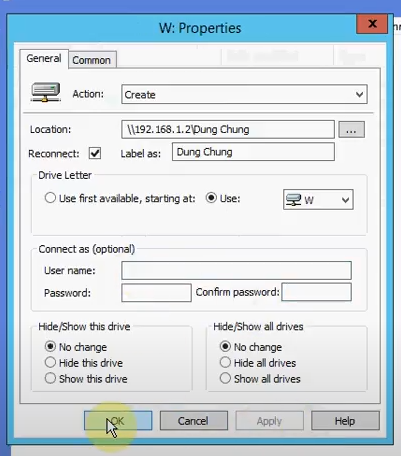 W: Properties
x
General Common
Action: Create
Location: \\192.168.1.2\Dung Chung ...
Reconnect: Label as: Dung Chung
Drive Letter
Use first available, starting at: Use: W
Connect as (optional)
User name:
Password: Confirm password:
Hide/Show this drive Hide/Show all drives
No change No change
Hide this drive Hide all drives
Show this drive Show all drives
OK Cancel Apply Help